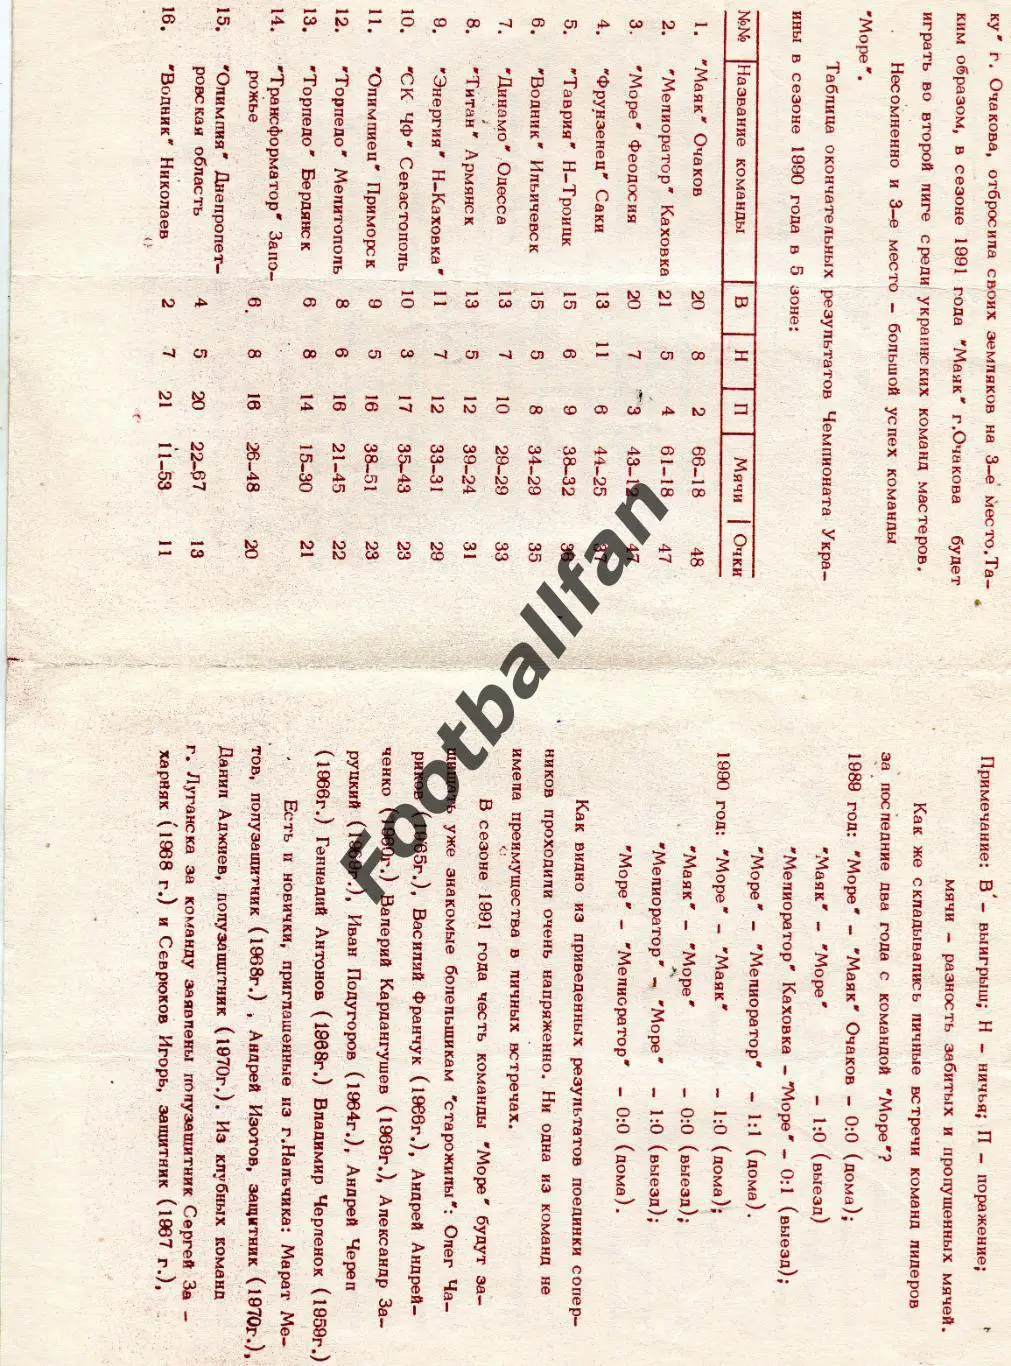 ку" г. Очакова, отбросила своих земляков на 3-е место.Та-
ким образом, в сезоне 1991 года "Маяк" г.Очакова будет
играть во второй лиге среди украинских команд мастеров.
Несомненно и 3-е место - большой успех команды
"Море".
Таблица окончательных результатов Чемпионата Укра-
ины в сезоне 1990 года в 5 зоне:
№№ Название команды В Н П Мячи Очки
1. "Маяк" Очаков 20 8 2 66-18 48
2. "Мелиоратор" Каховка 21 5 4 61-18 47
3. "Море" Феодосия 20 7 3 43-12 47
4. "Фрунзенец" Саки 13 11 6 44-25 37
5. "Таврия" Н-Троицк 15 6 9 38-32 36
6. "Водник" Ильичевск 15 5 8 34-29 35
7. "Динамо" Одесса 13 7 10 29-29 33
8. "Титан" Армянск 13 5 12 39-24 31
9. "Энергия" Н-Каховка" 11 7 12 33-31 29
10. "СК ЧФ" Севастополь 10 3 17 35-43 23
11. "Олимпиец" Приморск 9 5 16 38-51 23
12. "Торпедо" Мелитополь 8 6 16 21-45 22
13. "Торпедо" Бердянск 6 8 14 15-30 21
14. "Трансформатор" Запо-
рожье 6 8 16 26-48 20
15. "Олимпия" Днепропет-
ровская область 4 5 20 22-67 13
16. "Водник" Николаев 2 7 21 11-53 11
Примечание: В - выигрыш; Н - ничья; П - поражение;
мячи - разность забитых и пропущенных мячей.
Как же складывались личные встречи команд лидеров
за последние два года с командой "Море"?
1989 год: "Море" - "Маяк" Очаков - 0:0 (дома);
"Маяк" - "Море" - 1:0 (выезд)
"Мелиоратор" Каховка - "Море" - 0:1 (выезд);
"Море" - "Мелиоратор" - 1:1 (дома).
1990 год: "Море" - "Маяк" - 1:0 (дома);
"Маяк" - "Море" - 0:0 (выезд);
"Мелиоратор" - "Море" - 1:0 (выезд);
"Море" - "Мелиоратор" - 0:0 (дома).
Как видно из приведенных результатов поединки сопер-
ников проходили очень напряженно. Ни одна из команд не
имела преимущества в личных встречах.
В сезоне 1991 года честь команды "Море" будут за-
щищать уже знакомые болельщикам "старожилы": Олег Ча-
риков (1965г.), Василий Франчук (1966г.), Андрей Андрей-
ченко (1960г.) Валерий Кардангушев (1969г.), Александр За-
руцкий (1969г.), Иван Подугоров (1964г.), Андрей Череп
(1966г.) Геннадий Антонов (1968г.) Владимир Черленок (1959г.)
Есть и новички, приглашенные из г.Нальчика: Марат Ме-
тов, полузащитник (1968г.), Андрей Изотов, защитник (1970г.),
Данил Аджиев, полузащитник (1970г.). Из клубных команд
г. Луганска за команду заявлены полузащитник Сергей За -
харняк (1968 г.) и Севрюков Игорь, защитник (1967 г.),
Footballfan